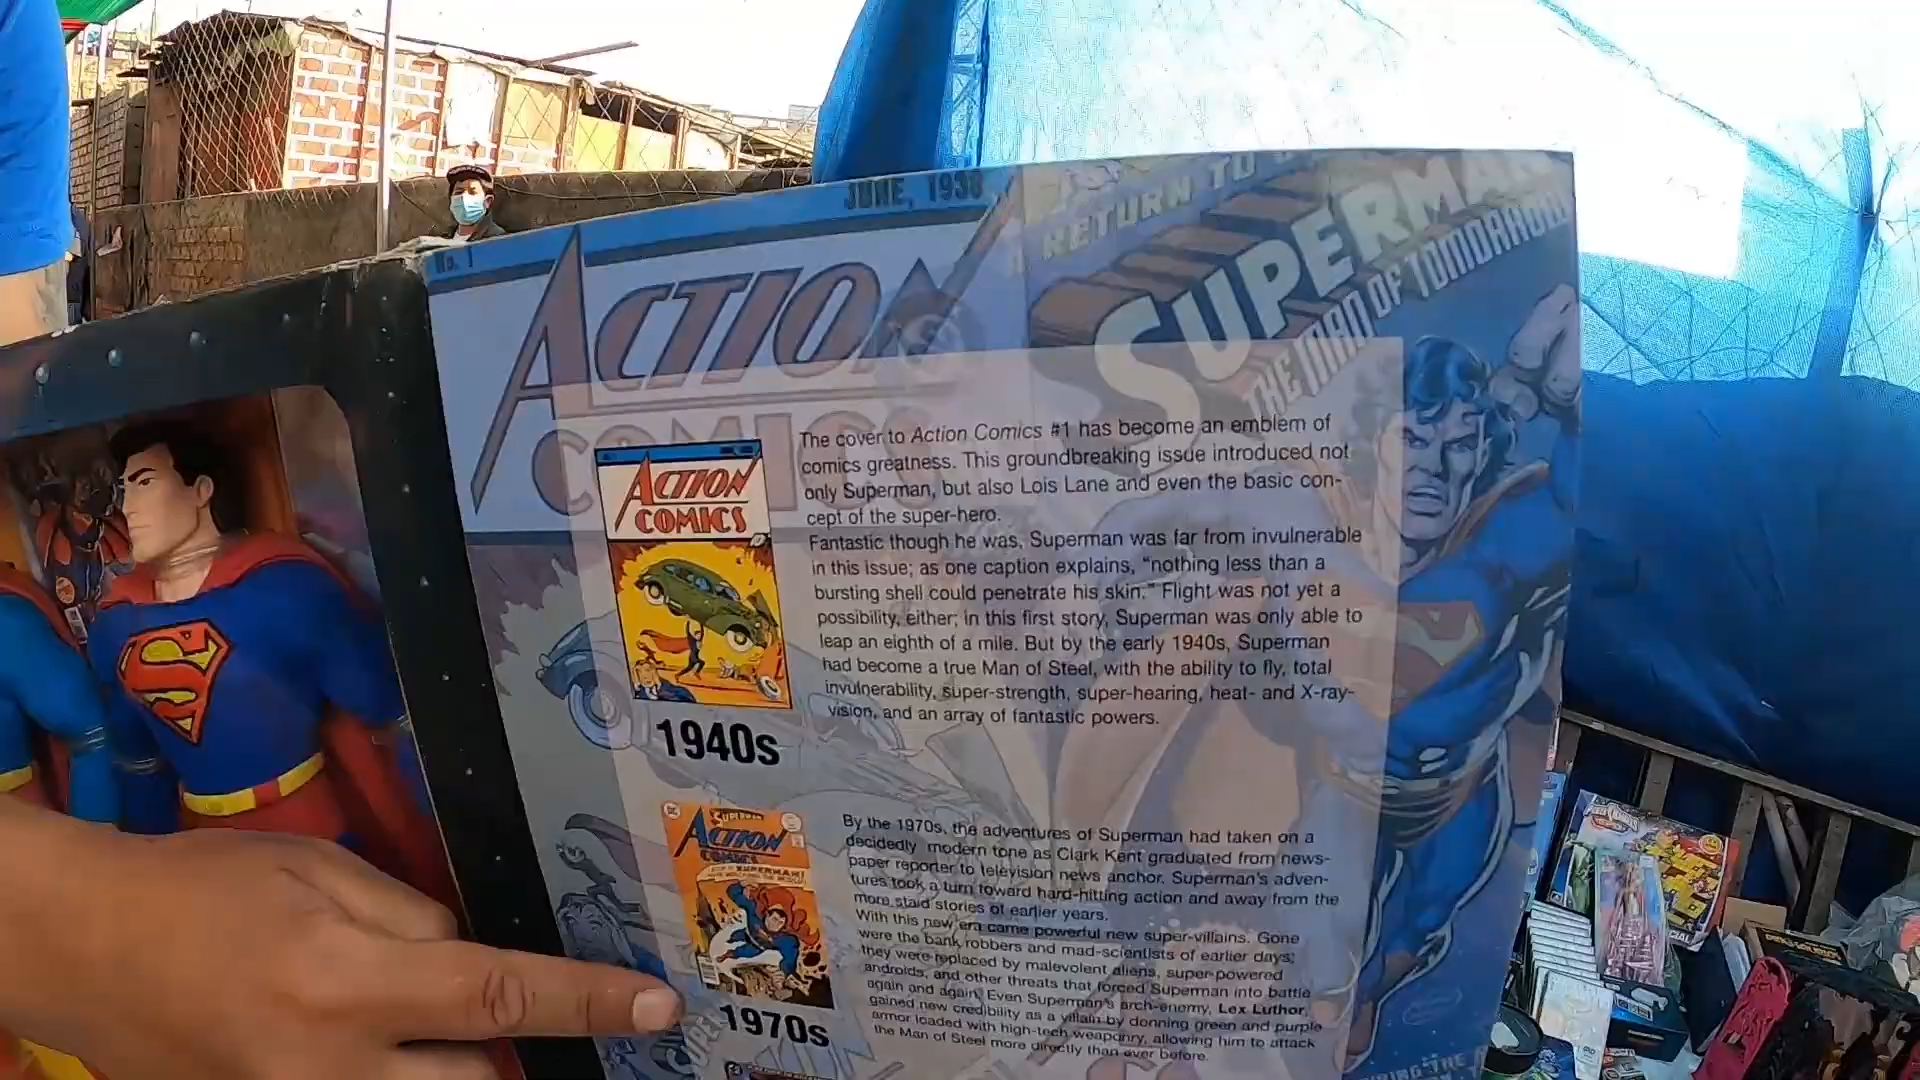 No. 1
JUNE, 1938
ACTION
COMICS
RETURN TO
SUPERMAN
THE MAN OF TOMORROW
ACTION
COMICS
The cover to Action Comics #1 has become an emblem of
comics greatness. This groundbreaking issue introduced not
only Superman, but also Lois Lane and even the basic con-
cept of the super-hero.
Fantastic though he was, Superman was far from invulnerable
in this issue; as one caption explains, “nothing less than a
bursting shell could penetrate his skin.” Flight was not yet a
possibility, either; in this first story, Superman was only able to
leap an eighth of a mile. But by the early 1940s, Superman
had become a true Man of Steel, with the ability to fly, total
invulnerability, super-strength, super-hearing, heat- and X-ray-
vision, and an array of fantastic powers.
1940s
SUPERMAN
ACTION
COMICS
By the 1970s, the adventures of Superman had taken on a
decidedly modern tone as Clark Kent graduated from news-
paper reporter to television news anchor. Superman's adven-
tures took a turn toward hard-hitting action and away from the
more staid stories of earlier years.
With this new era came powerful new super-villains. Gone
were the bank robbers and mad-scientists of earlier days;
they were replaced by malevolent aliens, super-powered
androids, and other threats that forced Superman into battle
again and again. Even Superman's arch-enemy, Lex Luthor,
gained new credibility as a villain by donning green and purple
armor loaded with high-tech weaponry, allowing him to attack
the Man of Steel more directly than ever before.
1970s